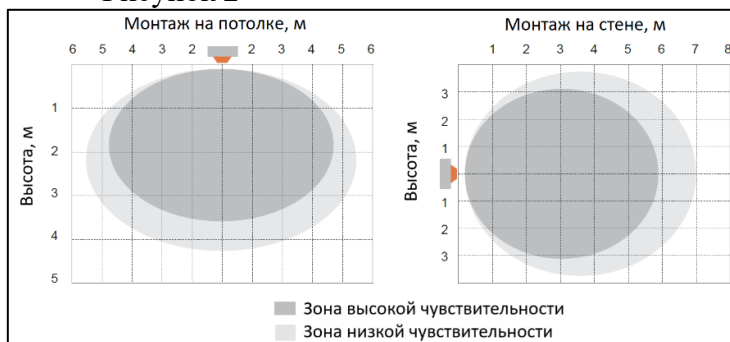 Монтаж на потолке, м
6 5 4 3 2 2 3 4 5 6
Высота, м
1
2
3
4
5
Монтаж на стене, м
1 2 3 4 5 6 7 8
Высота, м
3
2
1
1
2
3
Зона высокой чувствительности
Зона низкой чувствительности